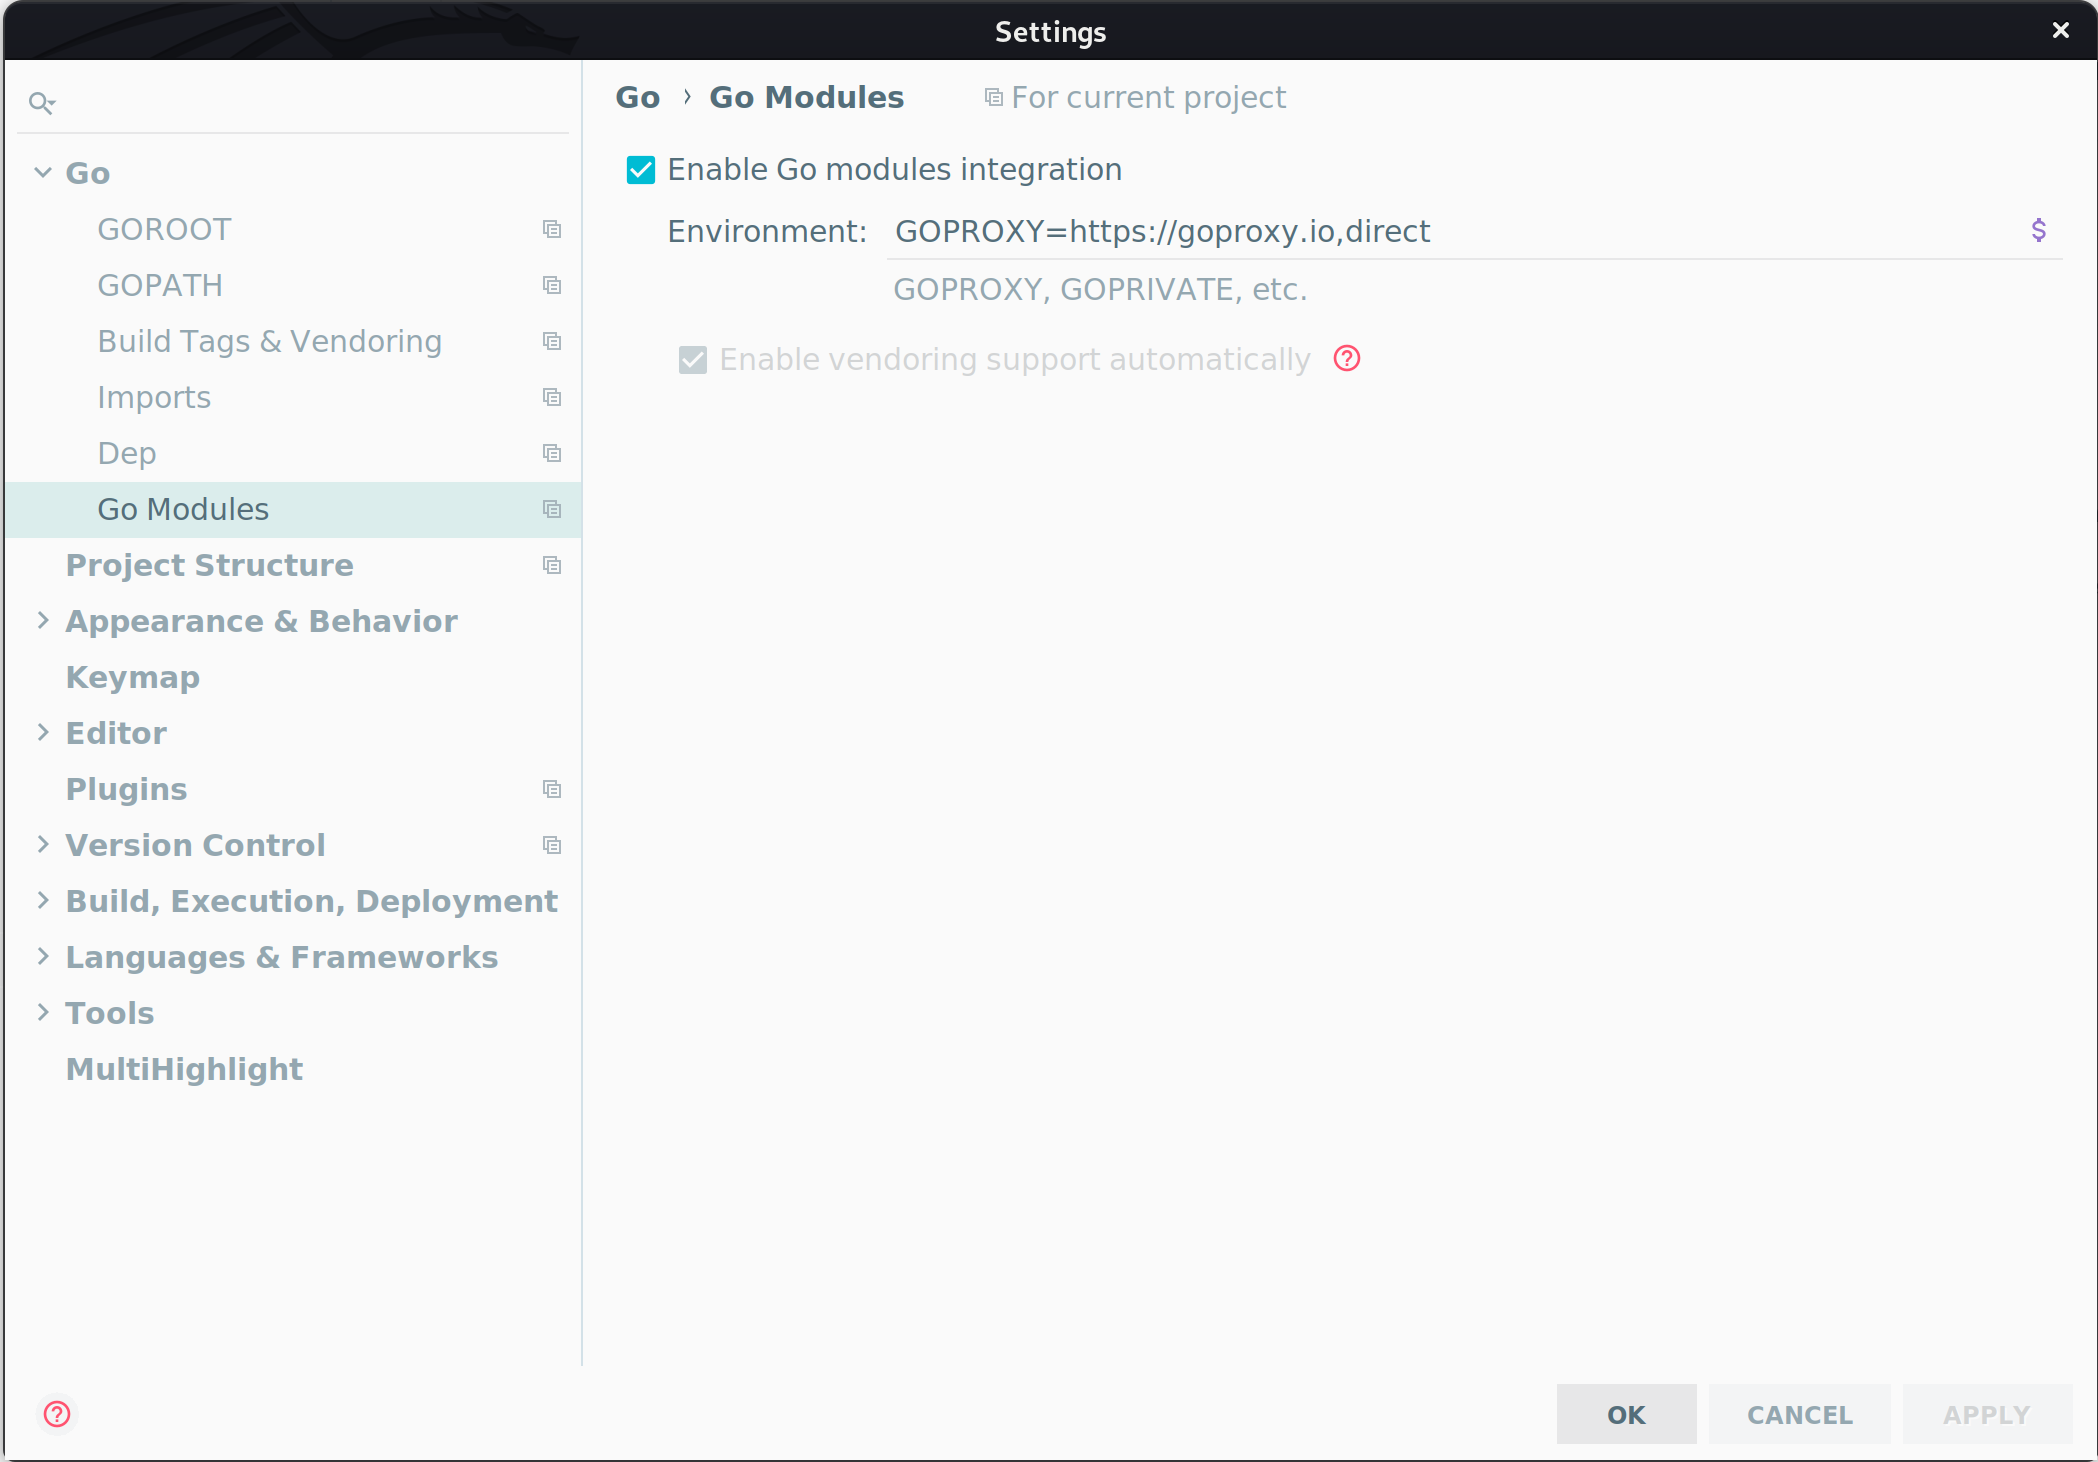 Settings
Go
GOROOT
GOPATH
Build Tags & Vendoring
Imports
Dep
Go Modules
Project Structure
Appearance & Behavior
Keymap
Editor
Plugins
Version Control
Build, Execution, Deployment
Languages & Frameworks
Tools
MultiHighlight
Go › Go Modules For current project
Enable Go modules integration
Environment: GOPROXY=https://goproxy.io,direct $
GOPROXY, GOPRIVATE, etc.
Enable vendoring support automatically ?
? OK CANCEL APPLY